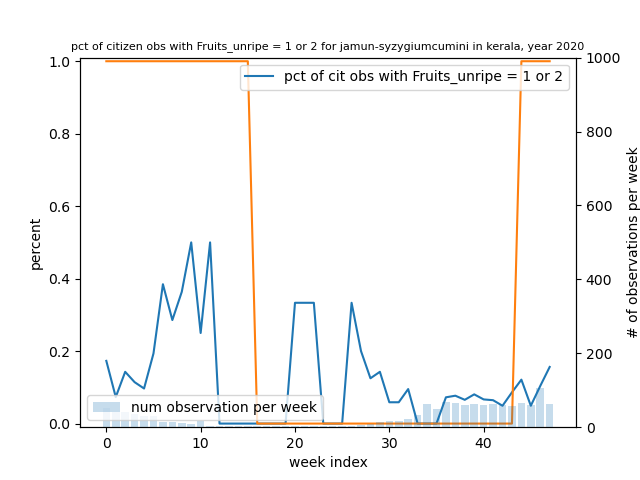 pct of citizen obs with Fruits_unripe = 1 or 2 for jamun-syzygiumcumini in kerala, year 2020
pct of cit obs with Fruits_unripe = 1 or 2
num observation per week
percent
1.0
0.8
0.6
0.4
0.2
0.0
1000
800
600
400
200
0
# of observations per week
0 10 20 30 40
week index